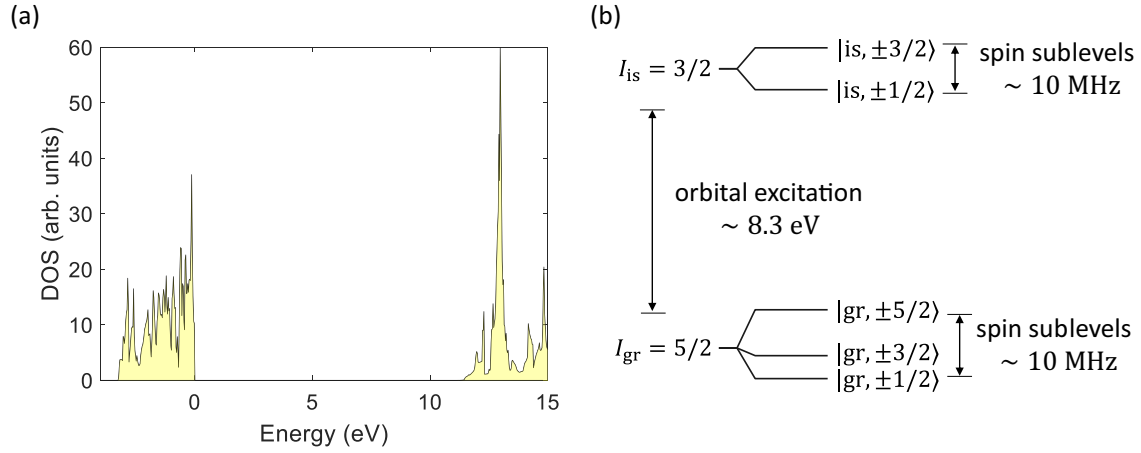 (a)
60
50
40
30
20
10
0
DOS (arb. units)
0
5
10
15
Energy (eV)
(b)
I_is = 3/2
|is, ±3/2⟩
|is, ±1/2⟩
spin sublevels
~ 10 MHz
orbital excitation
~ 8.3 eV
I_gr = 5/2
|gr, ±5/2⟩
|gr, ±3/2⟩
|gr, ±1/2⟩
spin sublevels
~ 10 MHz